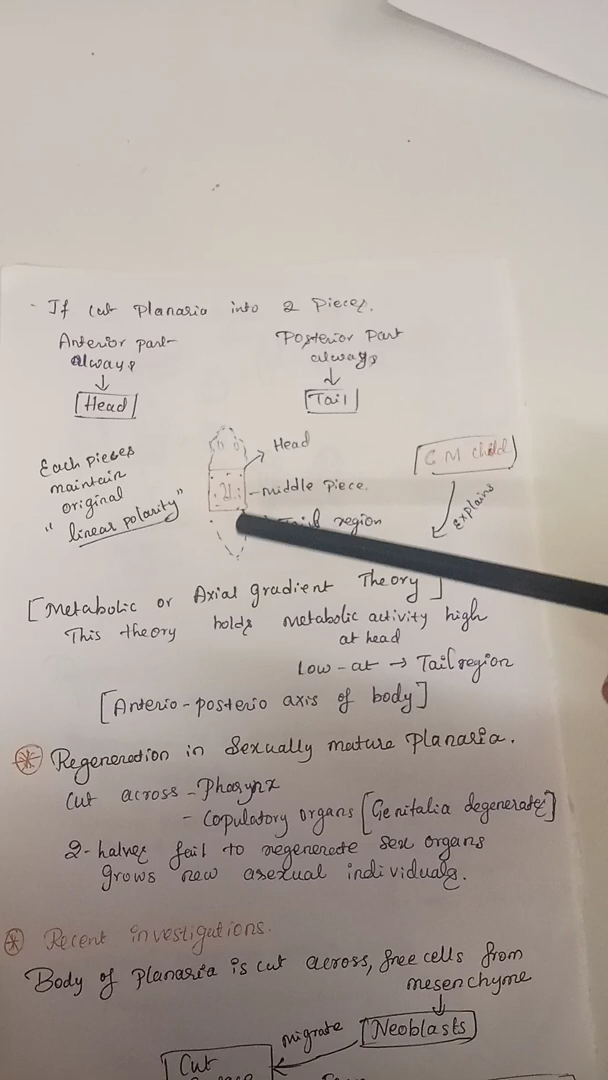 - If cut planaria into 2 pieces.
Anterior part- always
Posterior Part always
↓
↓
[Head]
[Tail]
Each pieces maintain original "linear polarity"
Head
middle piece.
region
[C M child]
explains
[Metabolic or Axial gradient Theory]
This theory holds metabolic activity high at head
Low-at → Tail region
[Anterio-posterio axis of body]
* Regeneration in Sexually mature Planaria.
Cut across - Pharynx
- Copulatory organs [Genitalia degenerate]
2-halves fail to regenerate sex organs
grows new asexual individuals.
* Recent investigations.
Body of Planaria is cut across, free cells from mesenchyme
↓
[Neoblasts]
migrate
Cut